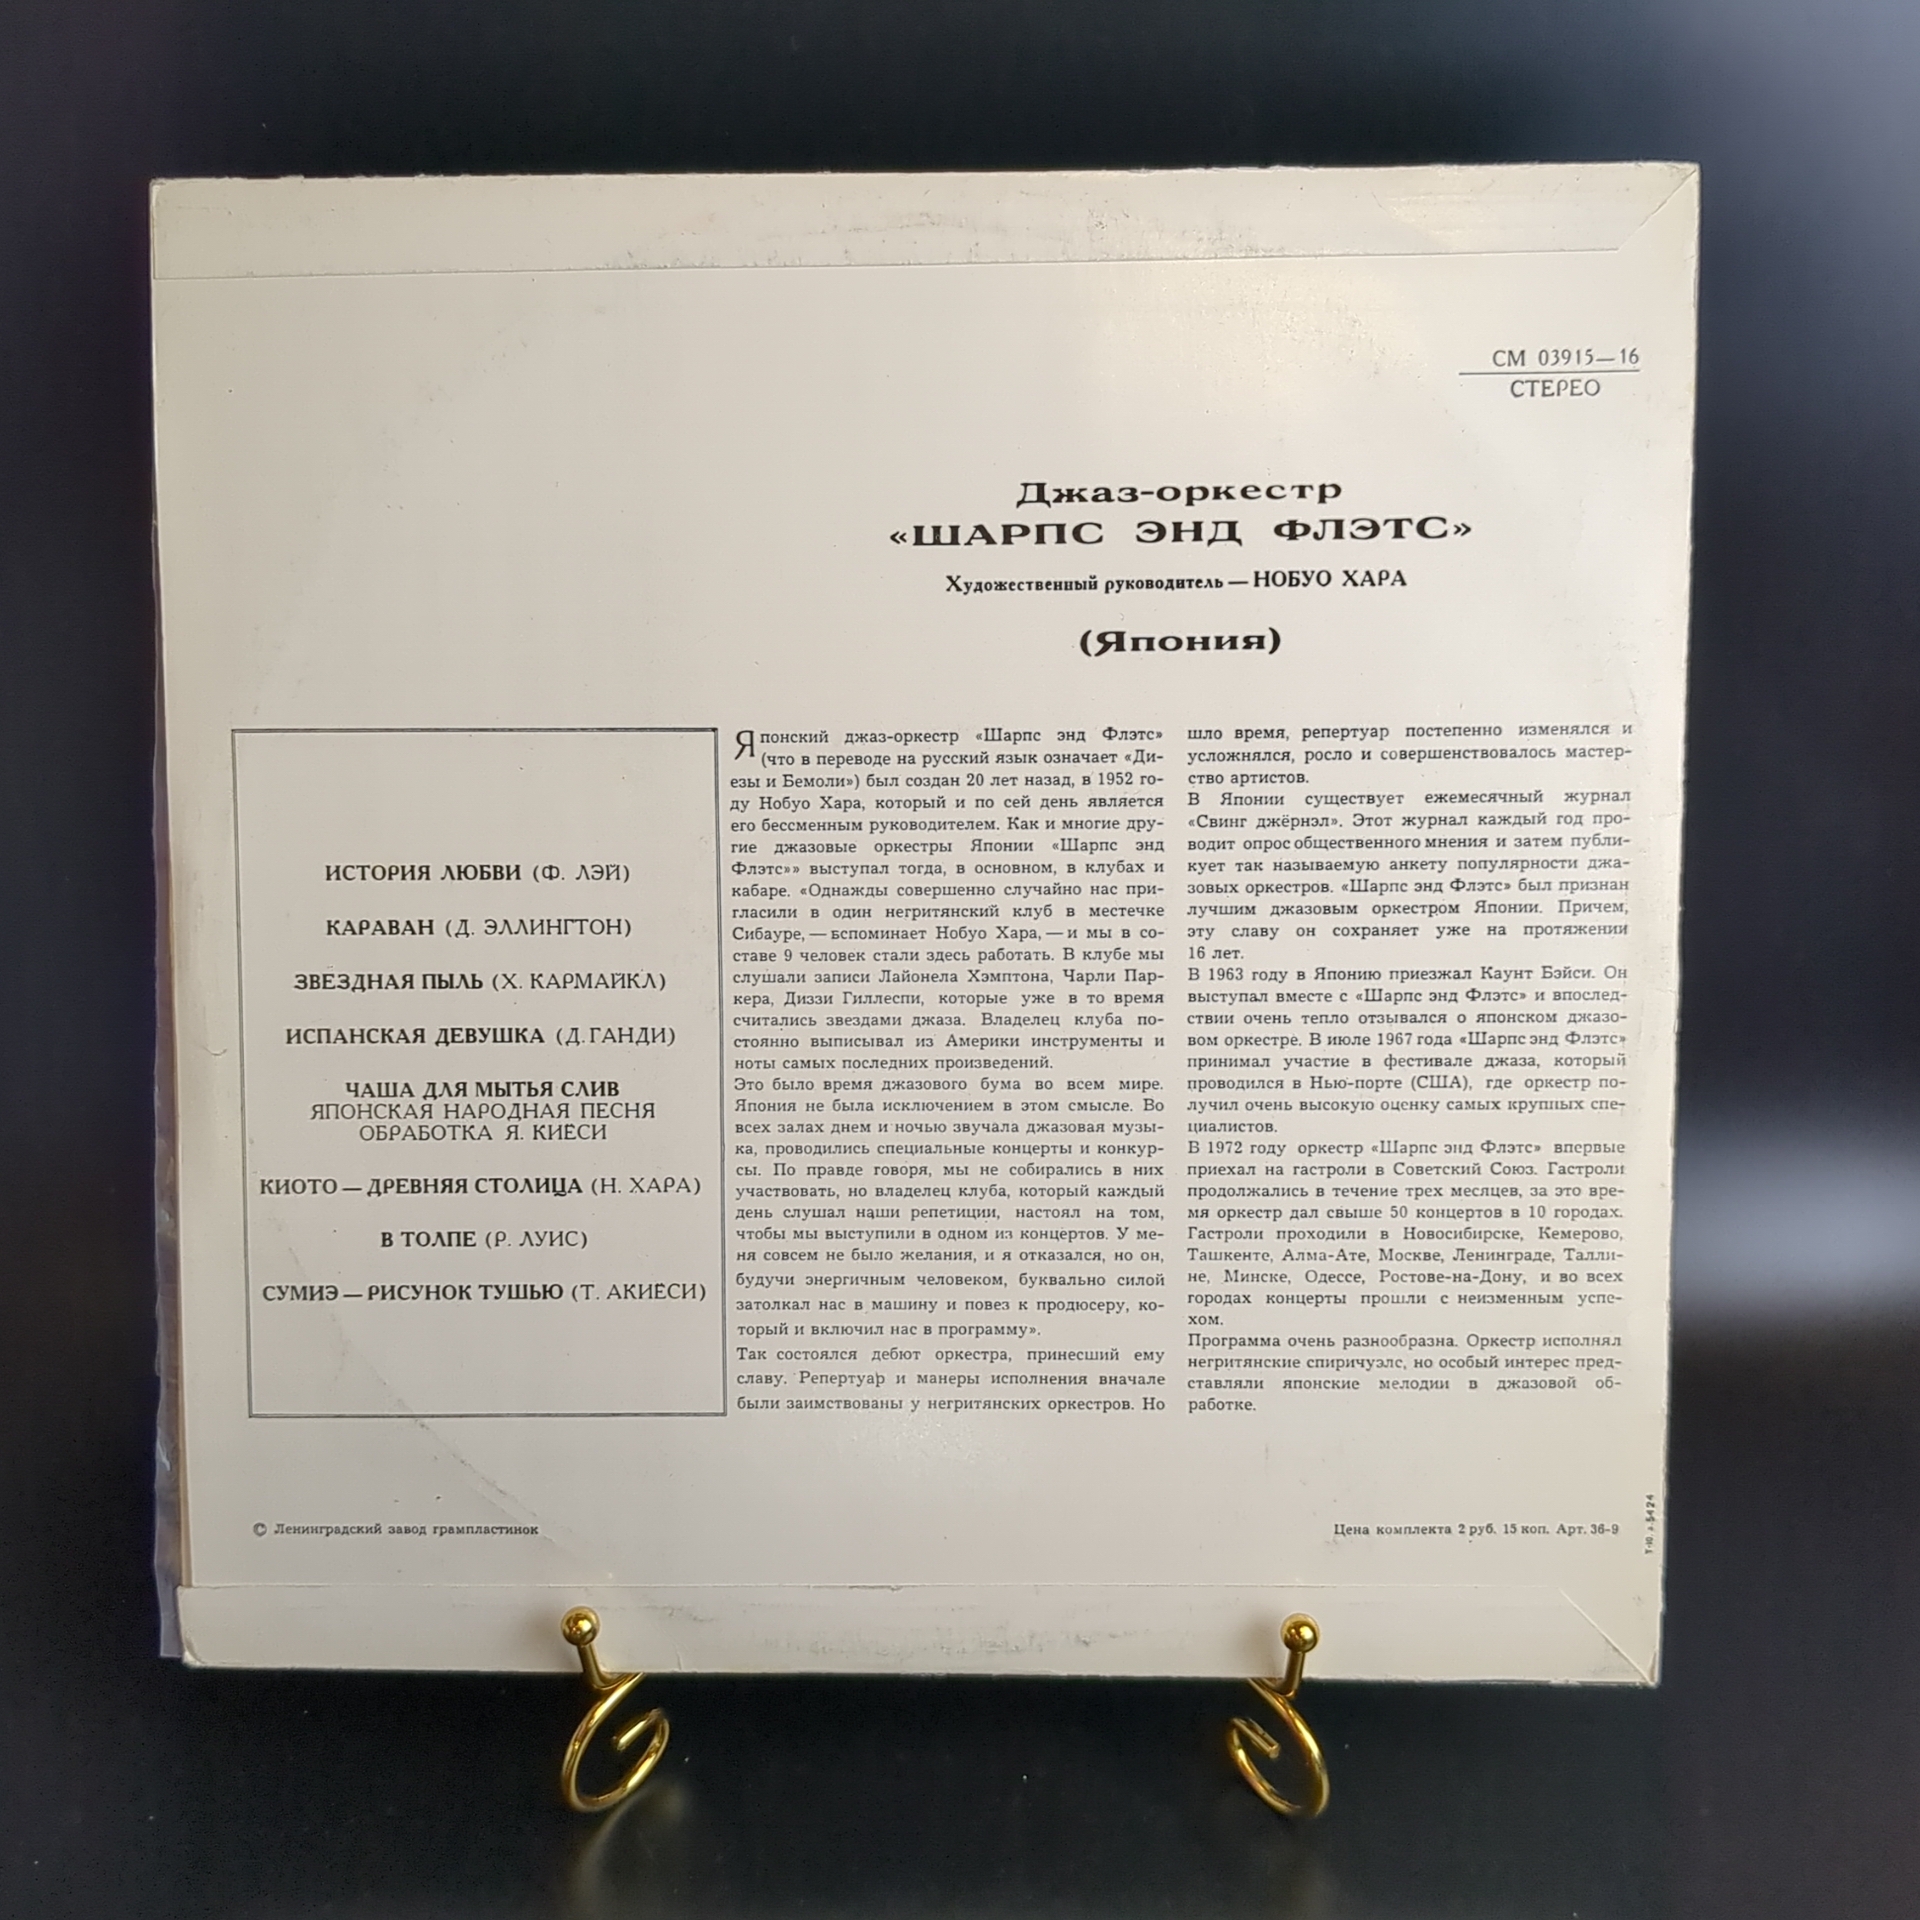 СМ 03915—16
СТЕРЕО
Джаз-оркестр
«ШАРПС ЭНД ФЛЭТС»
Художественный руководитель — НОБУО ХАРА
(Япония)
ИСТОРИЯ ЛЮБВИ (Ф. ЛЭЙ)
КАРАВАН (Д. ЭЛЛИНГТОН)
ЗВЕЗДНАЯ ПЫЛЬ (Х. КАРМАЙКЛ)
ИСПАНСКАЯ ДЕВУШКА (Д. ГАНДИ)
ЧАША ДЛЯ МЫТЬЯ СЛИВ
ЯПОНСКАЯ НАРОДНАЯ ПЕСНЯ
ОБРАБОТКА Я. КИЁСИ
КИОТО — ДРЕВНЯЯ СТОЛИЦА (Н. ХАРА)
В ТОЛПЕ (Р. ЛУИС)
СУМИЭ — РИСУНОК ТУШЬЮ (Т. АКИЁСИ)
Японский джаз-оркестр «Шарпс энд Флэтс»
(что в переводе на русский язык означает «Ди-
езы и Бемоли») был создан 20 лет назад, в 1952 го-
ду Нобуо Хара, который и по сей день является
его бессменным руководителем. Как и многие дру-
гие джазовые оркестры Японии «Шарпс энд
Флэтс»» выступал тогда, в основном, в клубах и
кабаре. «Однажды совершенно случайно нас при-
гласили в один негритянский клуб в местечке
Сибауре, — вспоминает Нобуо Хара, — и мы в со-
ставе 9 человек стали здесь работать. В клубе мы
слушали записи Лайонела Хэмптона, Чарли Пар-
кера, Диззи Гиллеспи, которые уже в то время
считались звездами джаза. Владелец клуба по-
стоянно выписывал из Америки инструменты и
ноты самых последних произведений.
Это было время джазового бума во всем мире.
Япония не была исключением в этом смысле. Во
всех залах днем и ночью звучала джазовая музы-
ка, проводились специальные концерты и конкур-
сы. По правде говоря, мы не собирались в них
участвовать, но владелец клуба, который каждый
день слушал наши репетиции, настоял на том,
чтобы мы выступили в одном из концертов. У ме-
ня совсем не было желания, и я отказался, но он,
будучи энергичным человеком, буквально силой
затолкал нас в машину и повез к продюсеру, ко-
торый и включил нас в программу».
Так состоялся дебют оркестра, принесший ему
славу. Репертуар и манеры исполнения вначале
были заимствованы у негритянских оркестров. Но
шло время, репертуар постепенно изменялся и
усложнялся, росло и совершенствовалось мастер-
ство артистов.
В Японии существует ежемесячный журнал
«Свинг джёрнэл». Этот журнал каждый год про-
водит опрос общественного мнения и затем публи-
кует так называемую анкету популярности джа-
зовых оркестров. «Шарпс энд Флэтс» был признан
лучшим джазовым оркестром Японии. Причем,
эту славу он сохраняет уже на протяжении
16 лет.
В 1963 году в Японию приезжал Каунт Бэйси. Он
выступал вместе с «Шарпс энд Флэтс» и впослед-
ствии очень тепло отзывался о японском джазо-
вом оркестре. В июле 1967 года «Шарпс энд Флэтс»
принимал участие в фестивале джаза, который
проводился в Нью-порте (США), где оркестр по-
лучил очень высокую оценку самых крупных спе-
циалистов.
В 1972 году оркестр «Шарпс энд Флэтс» впервые
приехал на гастроли в Советский Союз. Гастроли
продолжались в течение трех месяцев, за это вре-
мя оркестр дал свыше 50 концертов в 10 городах.
Гастроли проходили в Новосибирске, Кемерово,
Ташкенте, Алма-Ате, Москве, Ленинграде, Талли-
не, Минске, Одессе, Ростове-на-Дону, и во всех
городах концерты прошли с неизменным успе-
хом.
Программа очень разнообразна. Оркестр исполнял
негритянские спиричуэлс, но особый интерес пред-
ставляли японские мелодии в джазовой об-
работке.
© Ленинградский завод грампластинок
Цена комплекта 2 руб. 15 коп. Арт. 36-9